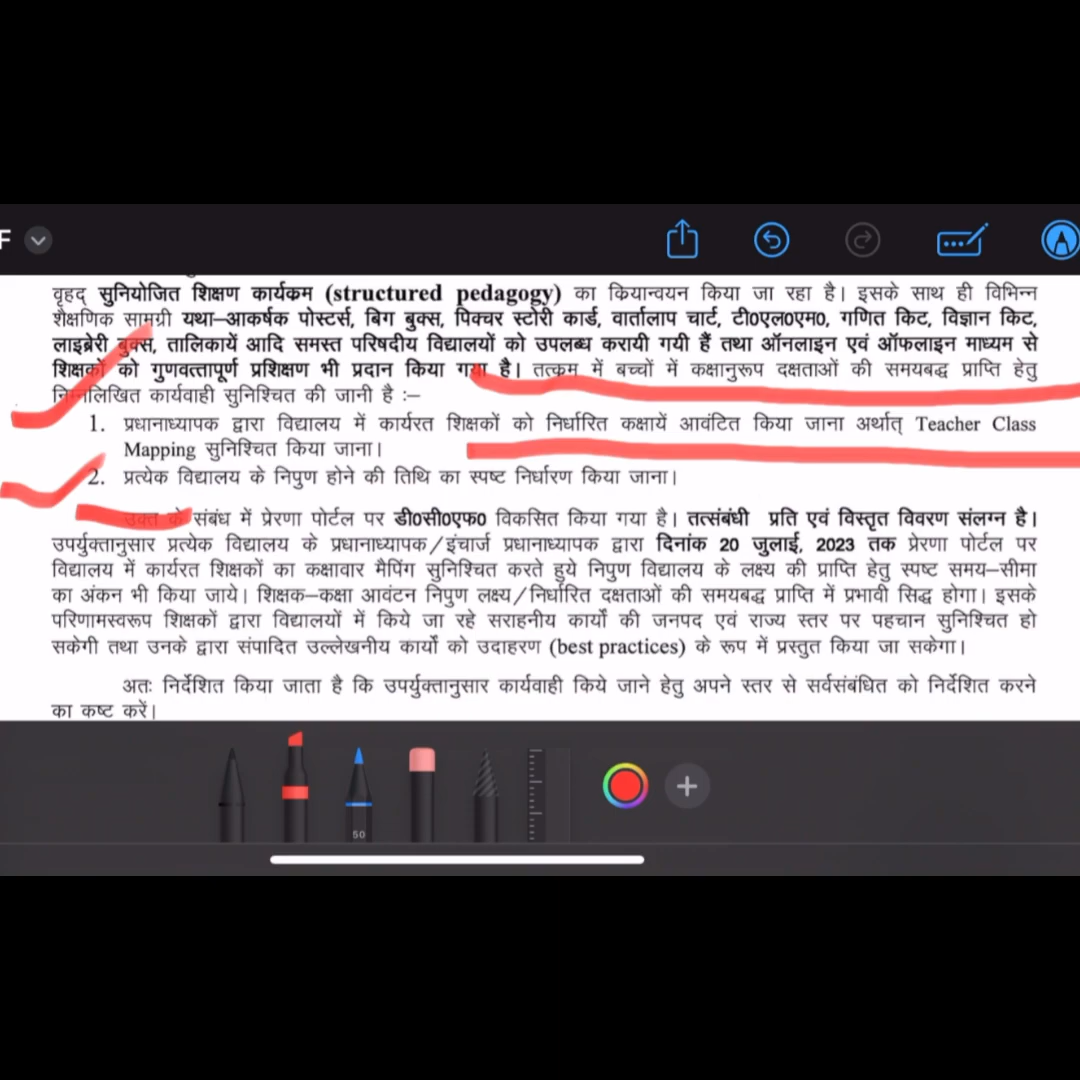 F
वृहद् सुनियोजित शिक्षण कार्यकम (structured pedagogy) का कियान्वयन किया जा रहा है। इसके साथ ही विभिन्न
शैक्षणिक सामग्री यथा–आकर्षक पोस्टर्स, बिग बुक्स, पिक्चर स्टोरी कार्ड, वार्तालाप चार्ट, टी0एल0एम0, गणित किट, विज्ञान किट,
लाइब्रेरी बुक्स, तालिकायें आदि समस्त परिषदीय विद्यालयों को उपलब्ध करायी गयी हैं तथा ऑनलाइन एवं ऑफलाइन माध्यम से
शिक्षकों को गुणवत्तापूर्ण प्रशिक्षण भी प्रदान किया गया है। तत्कम में बच्चों में कक्षानुरूप दक्षताओं की समयबद्ध प्राप्ति हेतु
निम्नलिखित कार्यवाही सुनिश्चित की जानी है :–
1. प्रधानाध्यापक द्वारा विद्यालय में कार्यरत शिक्षकों को निर्धारित कक्षायें आवंटित किया जाना अर्थात् Teacher Class
Mapping सुनिश्चित किया जाना।
2. प्रत्येक विद्यालय के निपुण होने की तिथि का स्पष्ट निर्धारण किया जाना।
उक्त के संबंध में प्रेरणा पोर्टल पर डी0सी0एफ0 विकसित किया गया है। तत्संबंधी प्रति एवं विस्तृत विवरण संलग्न है।
उपर्युक्तानुसार प्रत्येक विद्यालय के प्रधानाध्यापक/इंचार्ज प्रधानाध्यापक द्वारा दिनांक 20 जुलाई, 2023 तक प्रेरणा पोर्टल पर
विद्यालय में कार्यरत शिक्षकों का कक्षावार मैपिंग सुनिश्चित करते हुये निपुण विद्यालय के लक्ष्य की प्राप्ति हेतु स्पष्ट समय–सीमा
का अंकन भी किया जाये। शिक्षक–कक्षा आवंटन निपुण लक्ष्य/निर्धारित दक्षताओं की समयबद्ध प्राप्ति में प्रभावी सिद्ध होगा। इसके
परिणामस्वरूप शिक्षकों द्वारा विद्यालयों में किये जा रहे सराहनीय कार्यों की जनपद एवं राज्य स्तर पर पहचान सुनिश्चित हो
सकेगी तथा उनके द्वारा संपादित उल्लेखनीय कार्यों को उदाहरण (best practices) के रूप में प्रस्तुत किया जा सकेगा।
अतः निर्देशित किया जाता है कि उपर्युक्तानुसार कार्यवाही किये जाने हेतु अपने स्तर से सर्वसंबंधित को निर्देशित करने
का कष्ट करें।
50